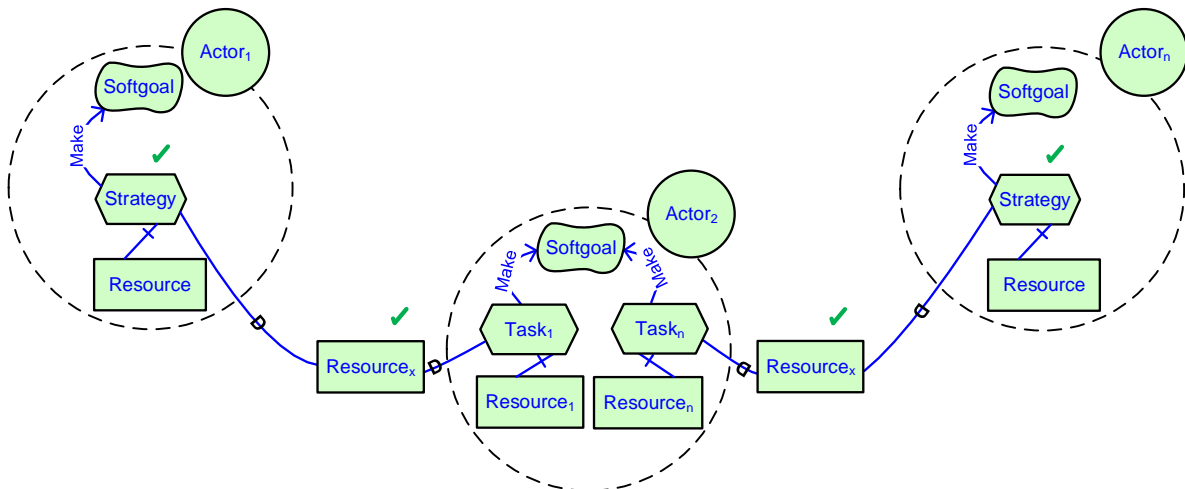 Actor₁
Softgoal
Make
Strategy
Resource
Resourceₓ
Actor₂
Softgoal
Make
Make
Task₁
Taskₙ
Resource₁
Resourceₙ
Resourceₓ
Actorₙ
Softgoal
Make
Strategy
Resource